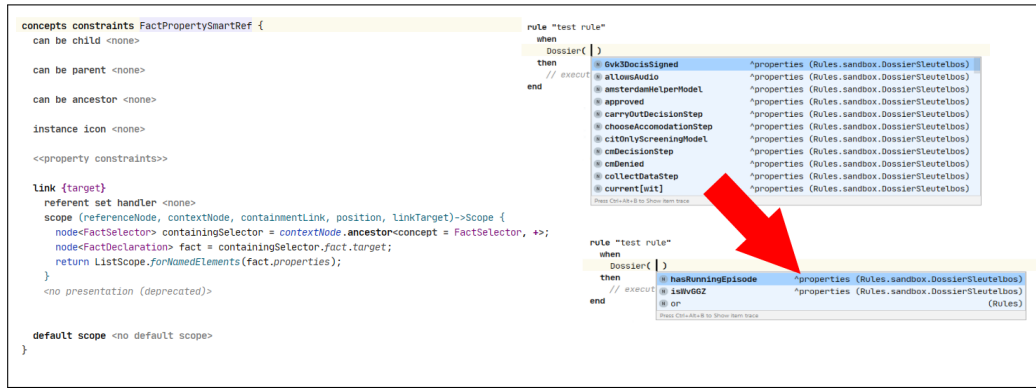 concepts constraints FactPropertySmartRef {
can be child <none>
can be parent <none>
can be ancestor <none>
instance icon <none>
<<property constraints>>
link {target}
referent set handler <none>
scope (referenceNode, contextNode, containmentLink, position, linkTarget)->Scope {
node<FactSelector> containingSelector = contextNode.ancestor<concept = FactSelector, +>;
node<FactDeclaration> fact = containingSelector.fact.target;
return ListScope.forNamedElements(fact.properties);
}
<no presentation (deprecated)>
default scope <no default scope>
}
rule "test rule"
when
Dossier( )
then
// execut
end
N Gvk3DocisSigned ^properties (Rules.sandbox.DossierSleutelbos)
N allowsAudio ^properties (Rules.sandbox.DossierSleutelbos)
N amsterdamHelperModel ^properties (Rules.sandbox.DossierSleutelbos)
N approved ^properties (Rules.sandbox.DossierSleutelbos)
N carryOutDecisionStep ^properties (Rules.sandbox.DossierSleutelbos)
N chooseAccomodationStep ^properties (Rules.sandbox.DossierSleutelbos)
N citOnlyScreeningModel ^properties (Rules.sandbox.DossierSleutelbos)
N cmDecisionStep ^properties (Rules.sandbox.DossierSleutelbos)
N cmDenied ^properties (Rules.sandbox.DossierSleutelbos)
N collectDataStep ^properties (Rules.sandbox.DossierSleutelbos)
N current[wit] ^properties (Rules.sandbox.DossierSleutelbos)
Press Ctrl+Alt+B to Show item trace
rule "test rule"
when
Dossier( )
then
// execut
end
N hasRunningEpisode ^properties (Rules.sandbox.DossierSleutelbos)
N isWvGGZ ^properties (Rules.sandbox.DossierSleutelbos)
N or (Rules)
Press Ctrl+Alt+B to Show item trace